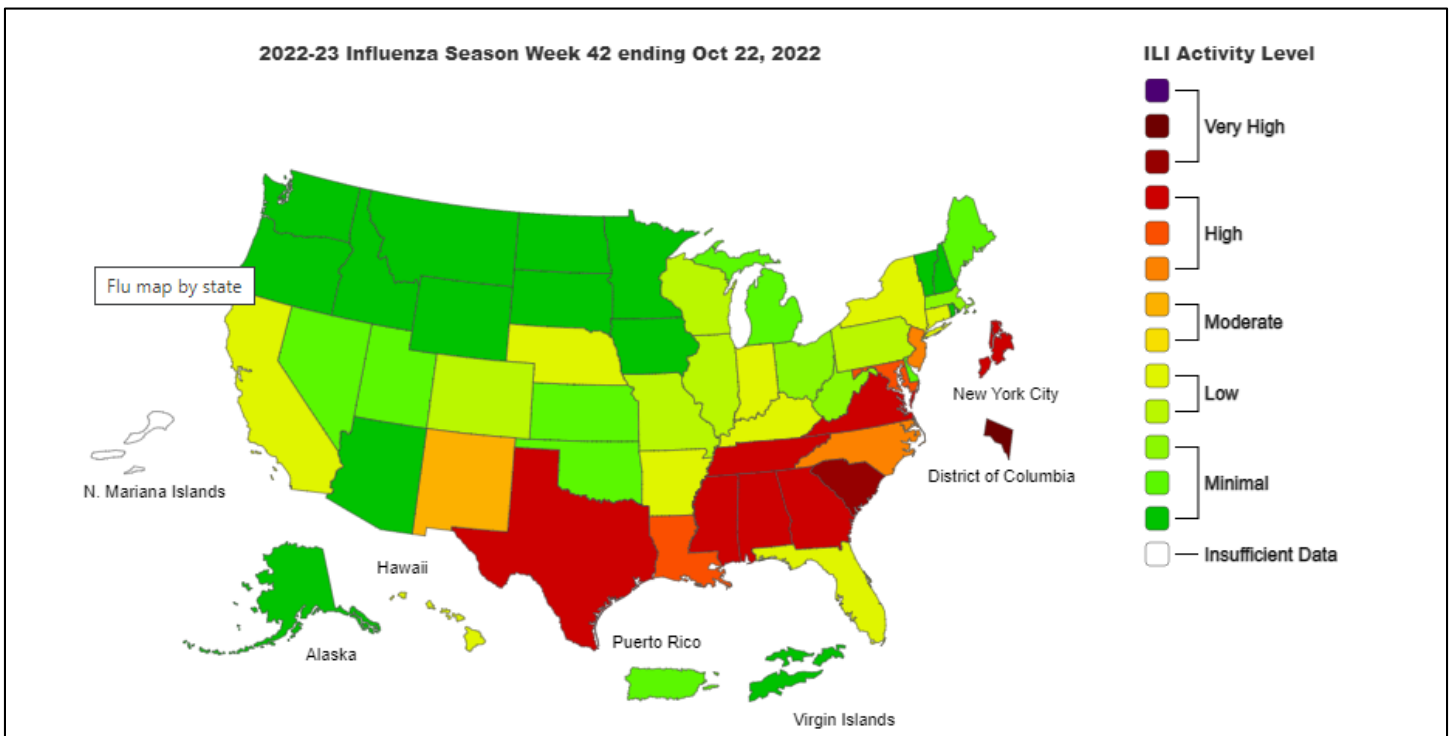 2022-23 Influenza Season Week 42 ending Oct 22, 2022
ILI Activity Level
Very High
High
Flu map by state
Moderate
Low
New York City
District of Columbia
N. Mariana Islands
Minimal
Insufficient Data
Hawaii
Alaska
Puerto Rico
Virgin Islands